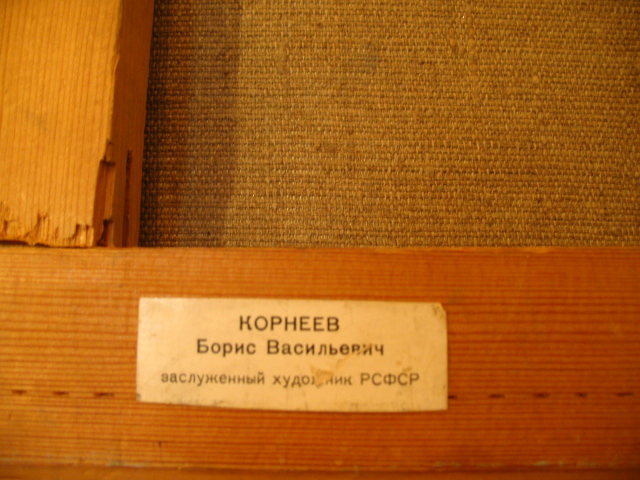 КОРНЕЕВ
Борис Васильевич
заслуженный художник РСФСР